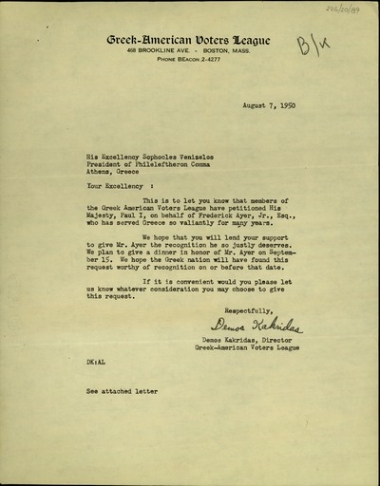 Greek-American Voters League
468 BROOKLINE AVE. - BOSTON, MASS.
PHONE BEACON 2-4277
B/κ
August 7, 1950
His Excellency Sophocles Venizelos
President of Phileleftheron Comma
Athens, Greece
Your Excellency :
This is to let you know that members of
the Greek American Voters League have petitioned His
Majesty, Paul I, on behalf of Frederick Ayer, Jr., Esq.,
who has served Greece so valiantly for many years.
We hope that you will lend your support
to give Mr. Ayer the recognition he so justly deserves.
We plan to give a dinner in honor of Mr. Ayer on Septem-
ber 15. We hope the Greek nation will have found this
request worthy of recognition on or before that date.
If it is convenient would you please let
us know whatever consideration you may choose to give
this request.
Respectfully,
Demos Kakridas
Demos Kakridas, Director
Greek-American Voters League
DK:AL
See attached letter